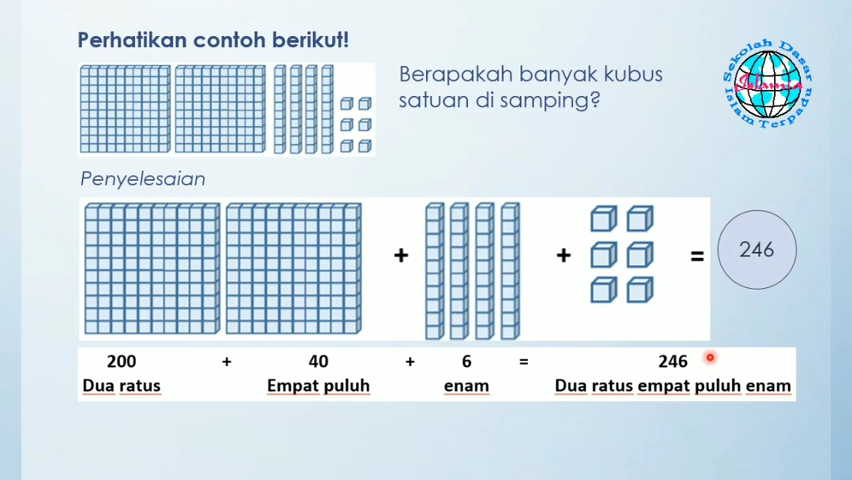 Perhatikan contoh berikut!
Berapakah banyak kubus
satuan di samping?
Sekolah Dasar
Islamia
Islam Terpadu
Penyelesaian
+ + = 246
200 + 40 + 6 = 246
Dua ratus Empat puluh enam Dua ratus empat puluh enam